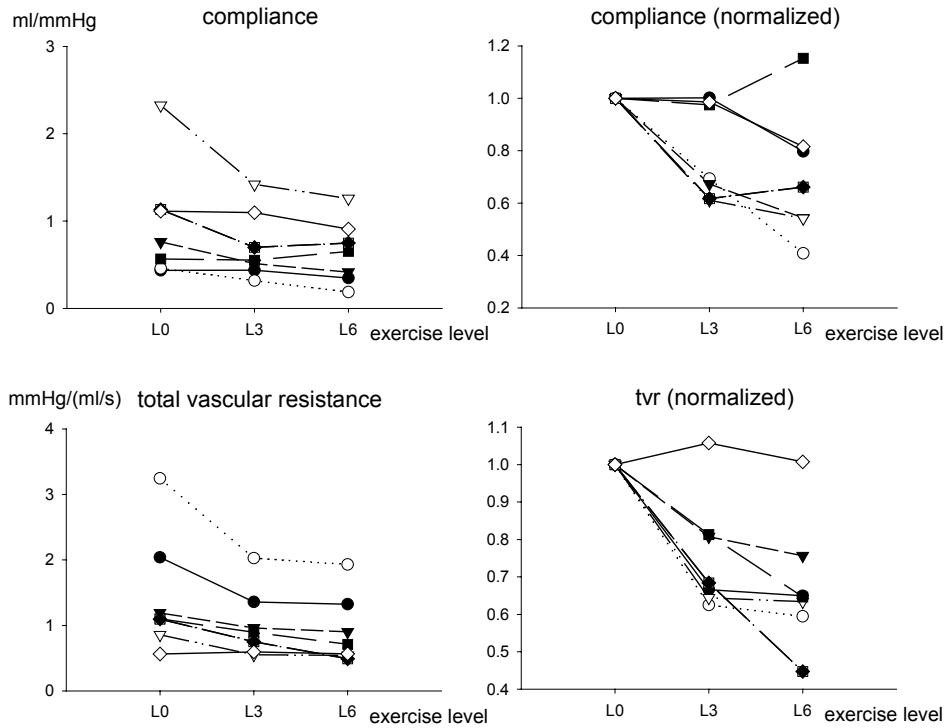 compliance
ml/mmHg
3
2
1
0
L0 L3 L6 exercise level
compliance (normalized)
1.2
1.0
0.8
0.6
0.4
0.2
L0 L3 L6 exercise level
total vascular resistance
mmHg/(ml/s)
4
3
2
1
0
L0 L3 L6 exercise level
tvr (normalized)
1.1
1.0
0.9
0.8
0.7
0.6
0.5
0.4
L0 L3 L6 exercise level